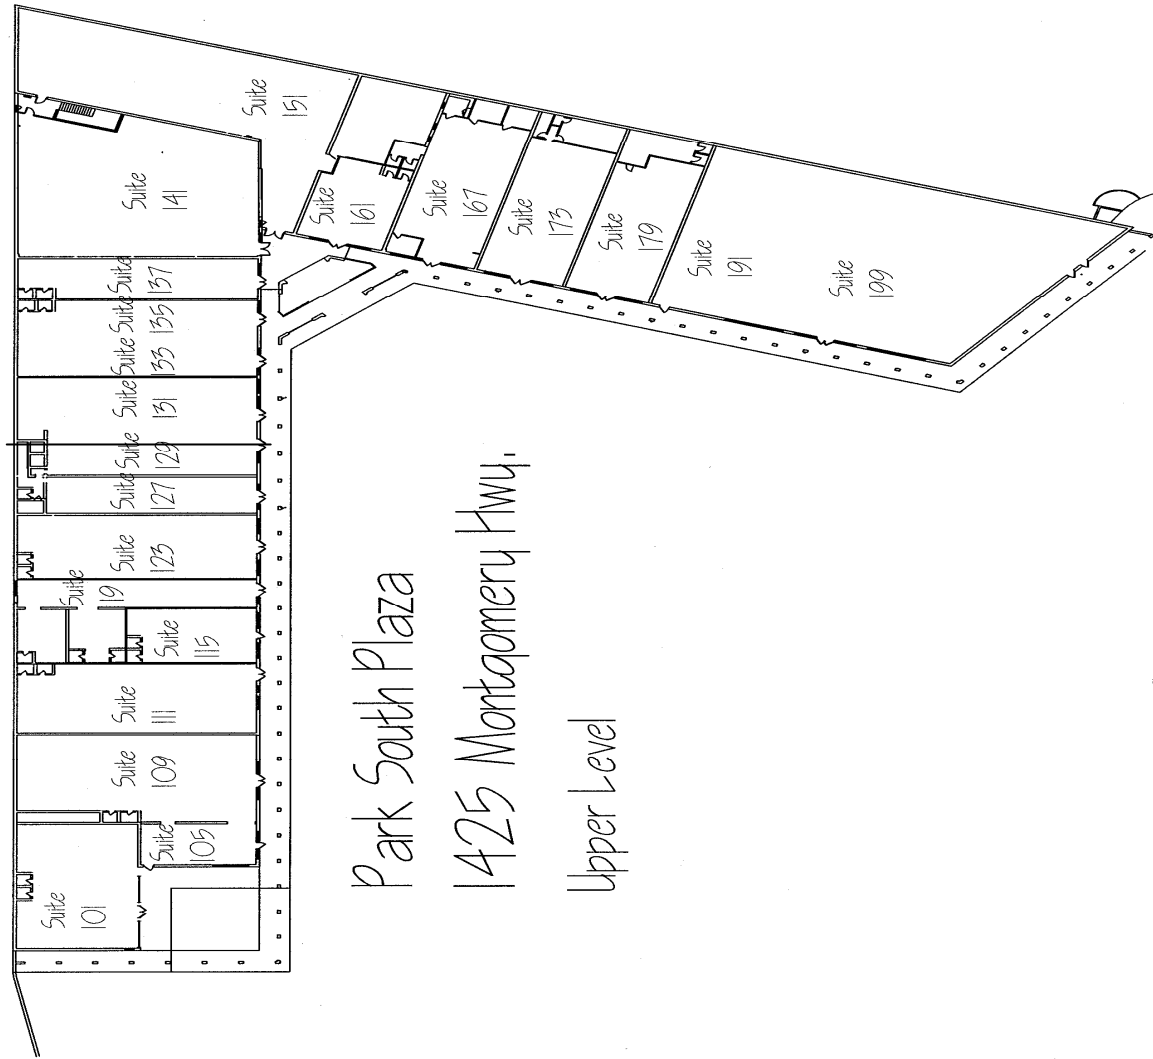 Park South Plaza
1425 Montgomery Hwy.
Upper Level
Suite
101
Suite
105
Suite
109
Suite
111
Suite
115
Suite
19
Suite
123
Suite
127
Suite
129
Suite
131
Suite
133
Suite
135
Suite
137
Suite
141
Suite
151
Suite
161
Suite
167
Suite
173
Suite
179
Suite
191
Suite
199